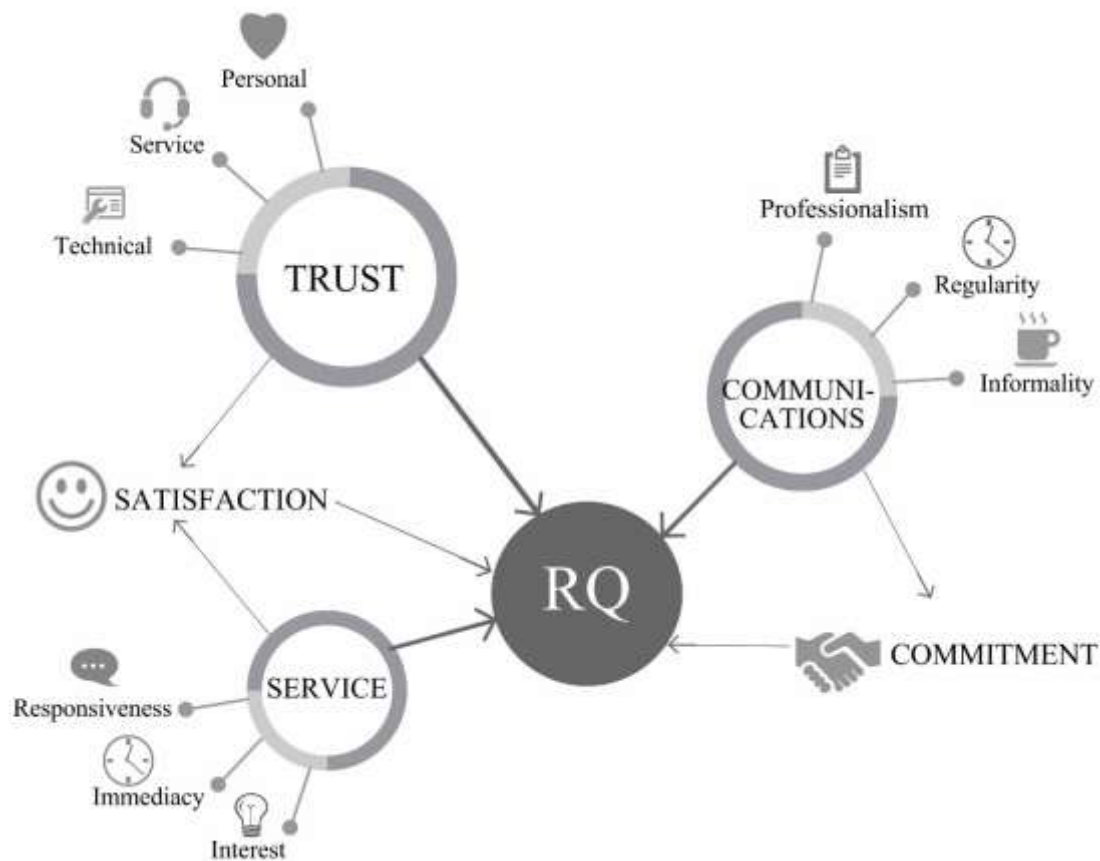 Personal
Service
Technical
TRUST
Professionalism
Regularity
Informality
COMMUNI-
CATIONS
SATISFACTION
RQ
COMMITMENT
SERVICE
Responsiveness
Immediacy
Interest